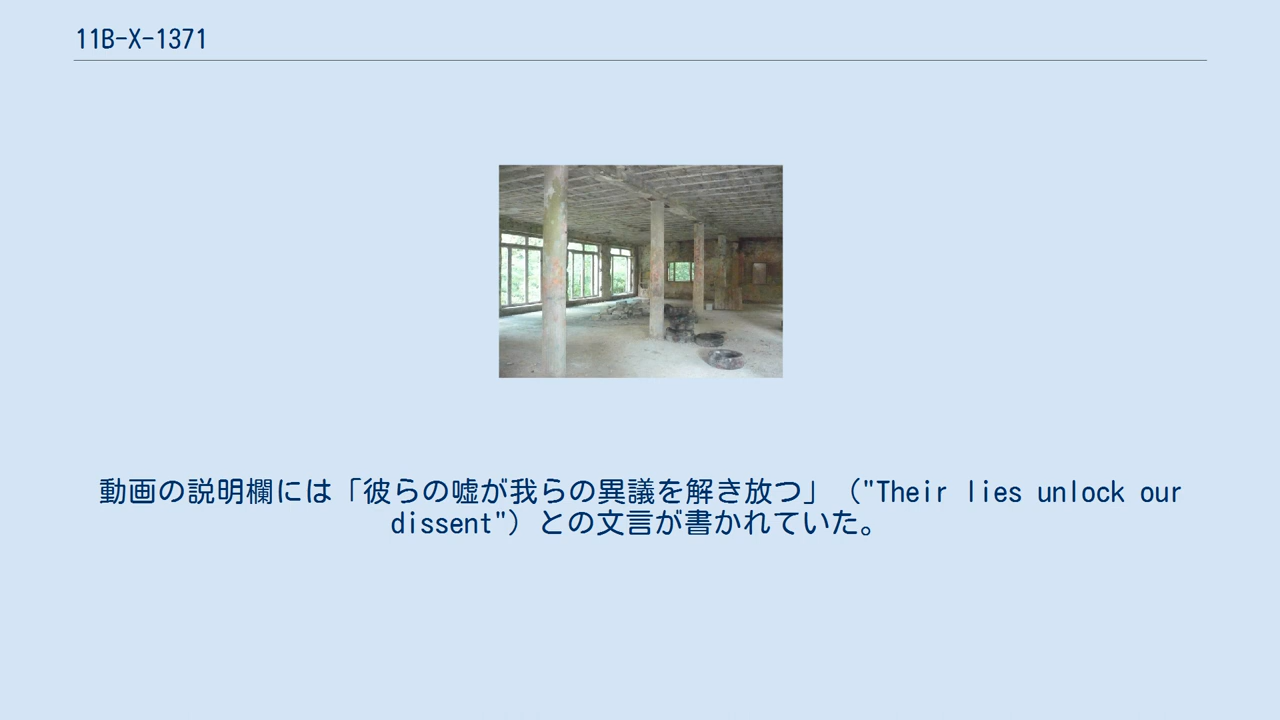 11B-X-1371
動画の説明欄には「彼らの嘘が我らの異議を解き放つ」（"Their lies unlock our
dissent"）との文言が書かれていた。